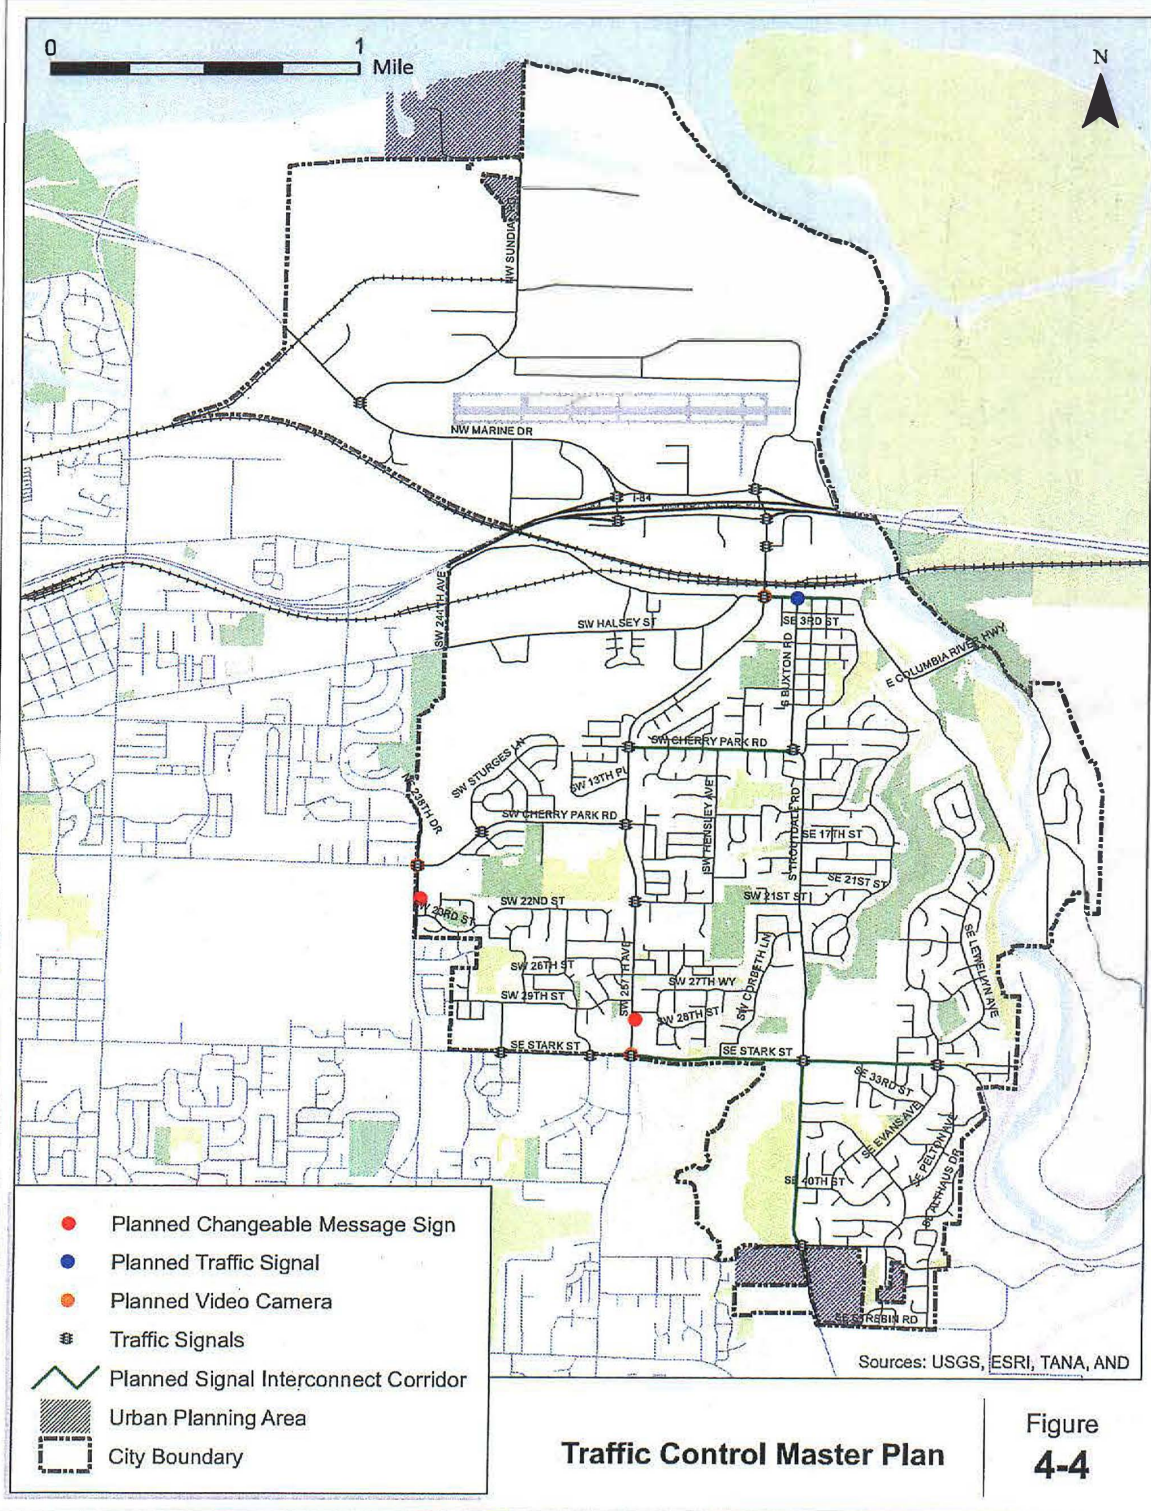 0 1
Mile
N
NW SUNDIAL RD
NW MARINE DR
I-84
SW 244TH AVE
SW HALSEY ST
SE 3RD ST
S BUXTON RD
E COLUMBIA RIVER HWY
SW CHERRY PARK RD
SW STURGES LN
SW 13TH PL
NE 238TH DR
SW CHERRY PARK RD
SW HENSLEY AVE
S TROUTDALE RD
SE 17TH ST
SE 21ST ST
SW 21ST ST
SW 22ND ST
SW 23RD ST
SW 26TH ST
SW 257TH AVE
SW 27TH WY
SW CORBETH LN
SE LEWELLYN AVE
SW 29TH ST
SW 28TH ST
SE STARK ST
SE STARK ST
SE 33RD ST
SE EVANS AVE
SE PELTON AVE
SE 40TH ST
SE ALTHAUS DR
SE STREBIN RD
Planned Changeable Message Sign
Planned Traffic Signal
Planned Video Camera
Traffic Signals
Planned Signal Interconnect Corridor
Urban Planning Area
City Boundary
Sources: USGS, ESRI, TANA, AND
Traffic Control Master Plan
Figure
4-4